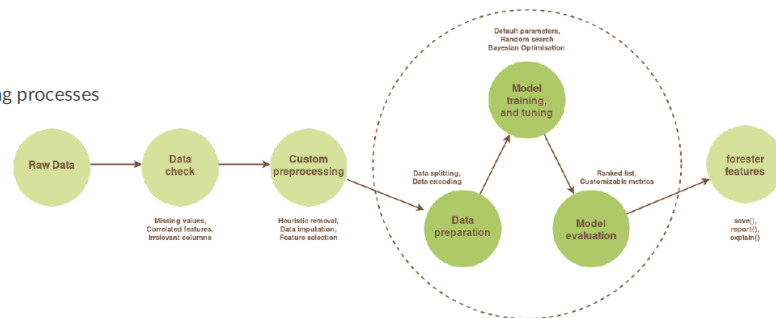 ng processes
Raw Data
Data
check
Missing values,
Correlated features,
Irrelevant columns
Custom
preprocessing
Heuristic removal,
Data imputation,
Feature selection
Data splitting,
Data encoding
Data
preparation
Default parameters,
Random search
Bayesian Optimisation
Model
training,
and tuning
Ranked list,
Customizable metrics
Model
evaluation
forester
features
save(),
report(),
explain()